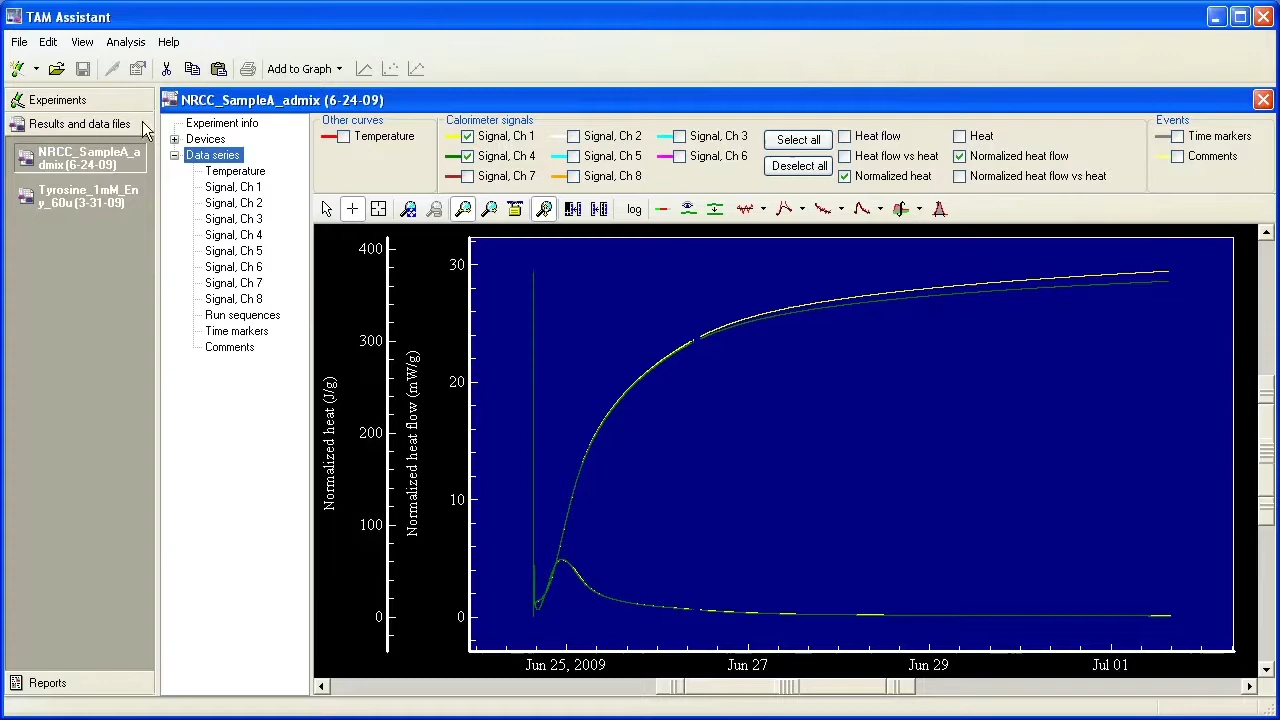 TAM Assistant
File Edit View Analysis Help
Add to Graph
Experiments
Results and data files
NRCC_SampleA_a
dmix (6-24-09)
Tyrosine_1mM_En
y_60u (3-31-09)
Reports
NRCC_SampleA_admix (6-24-09)
Experiment info
Devices
Data series
Temperature
Signal, Ch 1
Signal, Ch 2
Signal, Ch 3
Signal, Ch 4
Signal, Ch 5
Signal, Ch 6
Signal, Ch 7
Signal, Ch 8
Run sequences
Time markers
Comments
Other curves
Temperature
Calorimeter signals
Signal, Ch 1 Signal, Ch 2 Signal, Ch 3
Signal, Ch 4 Signal, Ch 5 Signal,
Signal, Ch 7 Signal, Ch 8
Select all
Deselect all
Heat flow Heat
Heat flow vs heat Normalized heat flow
Normalized heat Normalized heat flow vs heat
Events
Time markers
Comments
log
Normalized heat (J/g)
400
300
200
100
0
Normalized heat flow (mW/g)
30
20
10
0
Jun 25, 2009 Jun 27 Jun 29 Jul 01